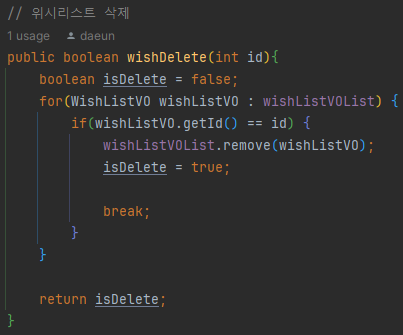 // 위시리스트 삭제
1 usage daeun
public boolean wishDelete(int id){
    boolean isDelete = false;
    for(WishListVO wishListVO : wishListVOList) {
        if(wishListVO.getId() == id) {
            wishListVOList.remove(wishListVO);
            isDelete = true;
            break;
        }
    }
    return isDelete;
}